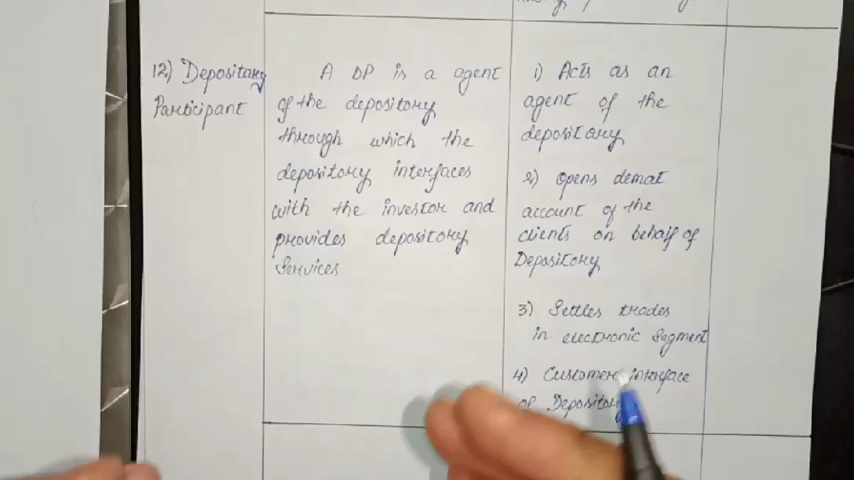 12) Depositary
Participant
A DP is a agent
of the depository
through which the
depository interfaces
with the investor and
provides depository
Services
1) Acts as an
agent of the
depositary
2) Opens demat
account of the
clients on behalf of
Depository
3) Settles trades
in electronic Segment
4) Customer interface
of Depository